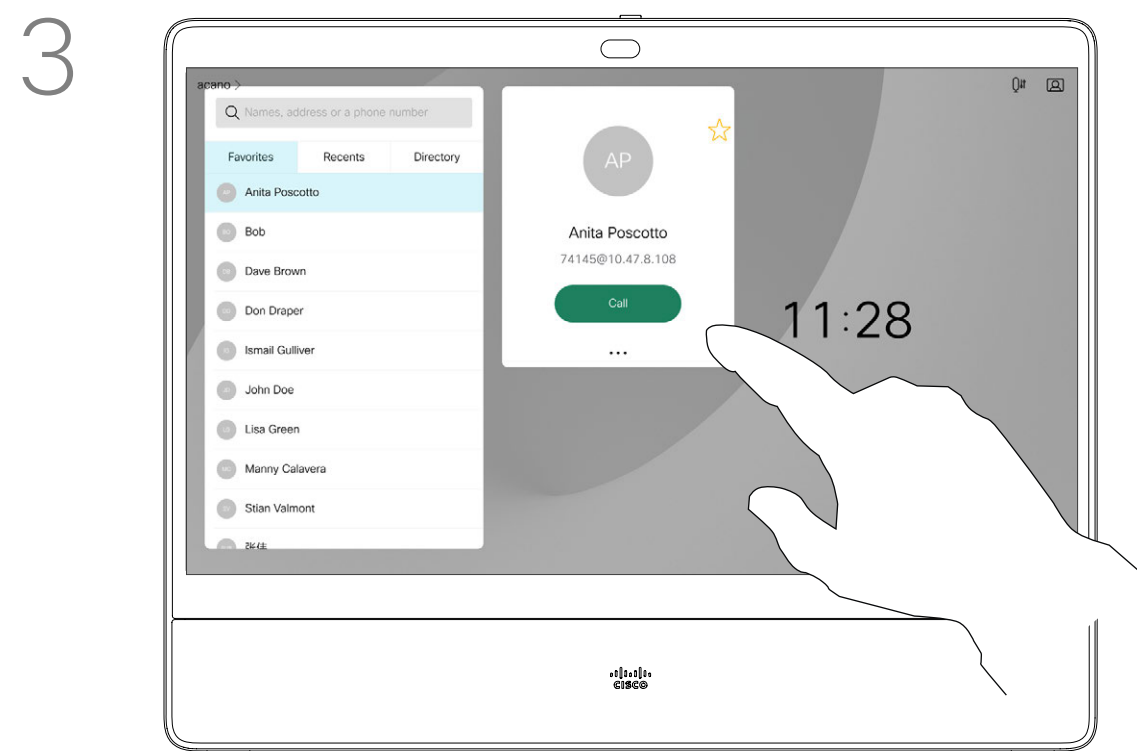 3
acano >
Names, address or a phone number
Favorites Recents Directory
Anita Poscotto
Bob
Dave Brown
Don Draper
Ismail Gulliver
John Doe
Lisa Green
Manny Calavera
Stian Valmont
张佳
AP
Anita Poscotto
74145@10.47.8.108
Call
...
11:28
CISCO